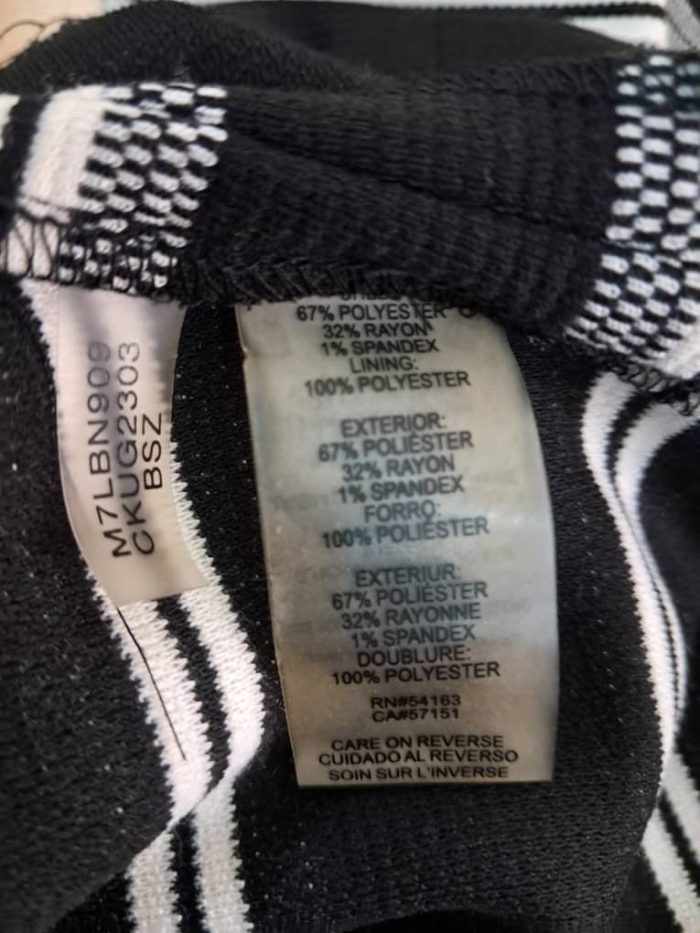 M7LBN909
CKUG2303
BSZ
67% POLYESTER
32% RAYON
1% SPANDEX
LINING:
100% POLYESTER
EXTERIOR:
67% POLIÉSTER
32% RAYON
1% SPANDEX
FORRO:
100% POLIÉSTER
EXTERIUR:
67% POLIÉSTER
32% RAYONNE
1% SPANDEX
DOUBLURE:
100% POLYESTER
RN#54163
CA#57151
CARE ON REVERSE
CUIDADO AL REVERSO
SOIN SUR L'INVERSE